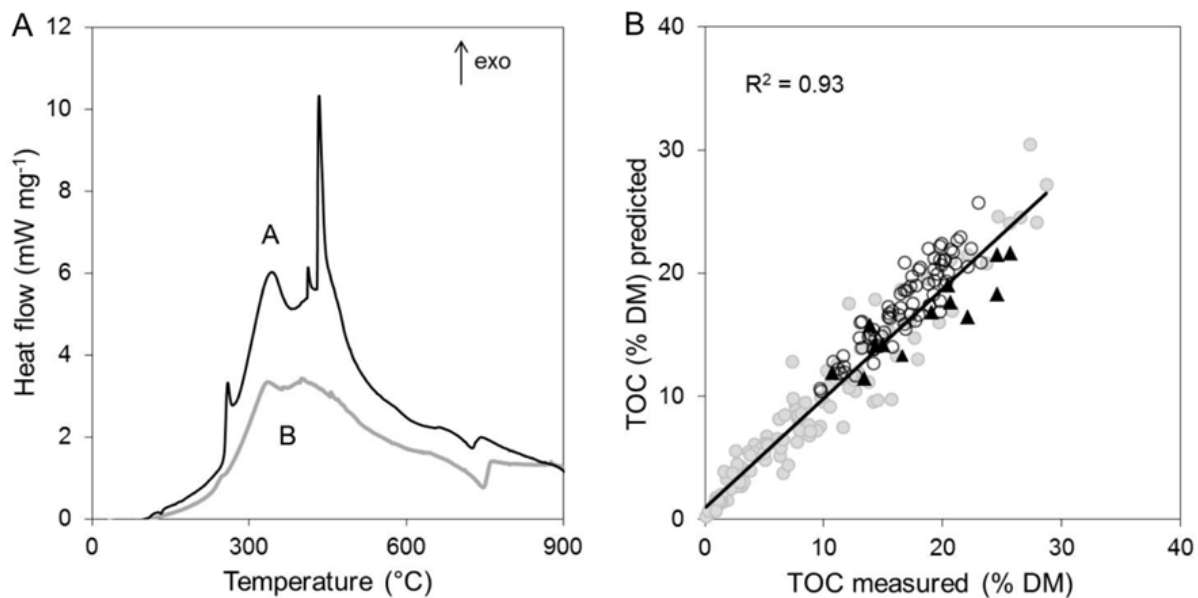 A
12
10
8
6
4
2
0
Heat flow (mW mg⁻¹)
exo
A
B
0
300
600
900
Temperature (°C)
B
40
30
20
10
0
TOC (% DM) predicted
R² = 0.93
0
10
20
30
40
TOC measured (% DM)